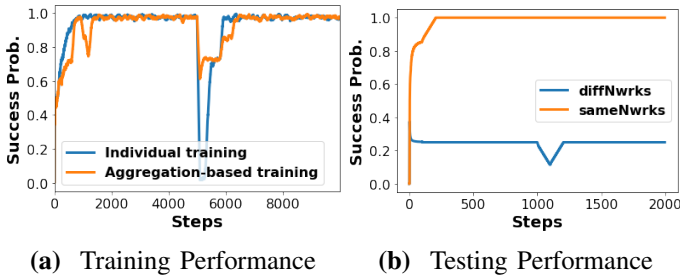 Success Prob.
1.0
0.8
0.6
0.4
0.2
0.0
Individual training
Aggregation-based training
0 2000 4000 6000 8000
Steps
(a) Training Performance
Success Prob.
1.0
0.8
0.6
0.4
0.2
0.0
diffNwrks
sameNwrks
0 500 1000 1500 2000
Steps
(b) Testing Performance